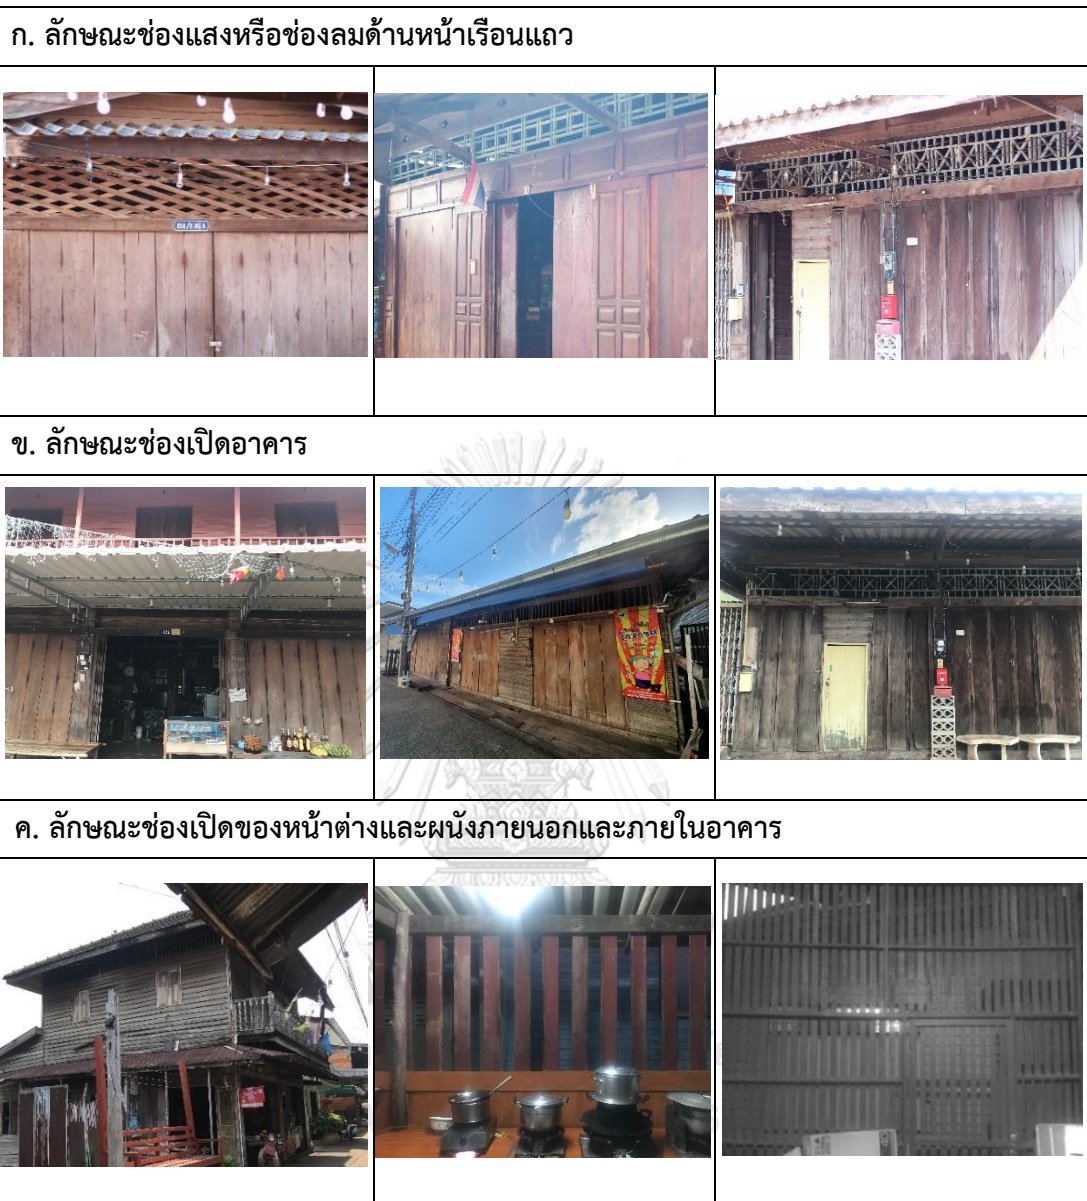 ก. ลักษณะช่องแสงหรือช่องลมด้านหน้าเรือนแถว
ข. ลักษณะช่องเปิดอาคาร
ค. ลักษณะช่องเปิดของหน้าต่างและผนังภายนอกและภายในอาคาร